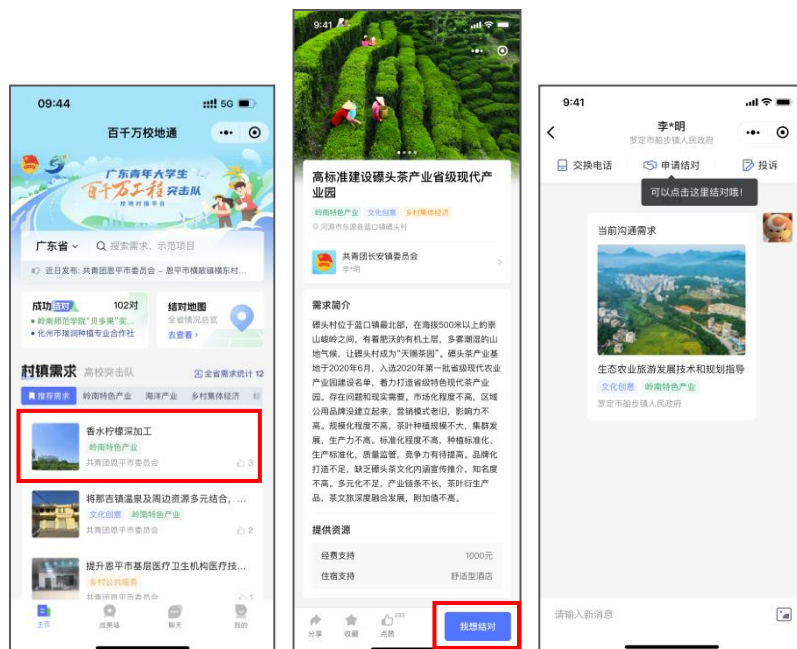 09:44
5G
百千万校地通
广东青年大学生
百千万工程突击队
校地对接平台
广东省
搜索需求、示范项目
近日发布: 共青团恩平市委员会 – 恩平市横陂镇横东村...
成功结对
102对
岭南师范学院"贝多果"实...
化州市瑞润种植专业合作社
结对地图
全省情况总览
去查看
村镇需求
高校突击队
全省需求统计 12
推荐需求
岭南特色产业
海洋产业
乡村集体经济
香水柠檬深加工
岭南特色产业
共青团恩平市委员会
3
将那吉镇温泉及周边资源多元结合，...
文化创意
岭南特色产业
共青团恩平市委员会
2
提升恩平市基层医疗卫生机构医疗技...
乡村公共服务
共青团恩平市委员会
1
主页
成果墙
聊天
我的
9:41
高标准建设礤头茶产业省级现代产
业园
岭南特色产业
文化创意
乡村集体经济
河源市东源县蓝口镇礤头村
共青团长安镇委员会
李*明
需求简介
礤头村位于蓝口镇最北部，在海拔500米以上的崇
山峻岭之间，有着肥沃的有机土层，多雾潮湿的山
地气候，让礤头村成为"天赐茶园"。礤头茶产业基
地于2020年6月，入选2020年第一批省级现代农业
产业园建设名单，着力打造省级特色现代茶产业
园。存在问题和现实需要。市场化程度不高，区域
公用品牌没建立起来，营销模式老旧，影响力不
高。规模化程度不高，茶叶种植规模不大，集群发
展，生产力不高。标准化程度不高，种植标准化、
生产标准化，质量监管，竞争力有待提高。品牌化
打造不足，缺乏礤头茶文化内涵宣传推介，知名度
不高。多元化不足，产业链条不长，茶叶衍生产
品、茶文旅深度融合发展，附加值不高。
提供资源
经费支持
1000元
住宿支持
舒适型酒店
分享
收藏
点赞
我想结对
9:41
李*明
罗定市船步镇人民政府
交换电话
申请结对
投诉
可以点击这里结对哦！
当前沟通需求
生态农业旅游发展技术和规划指导
文化创意
岭南特色产业
罗定市船步镇人民政府
请输入新消息